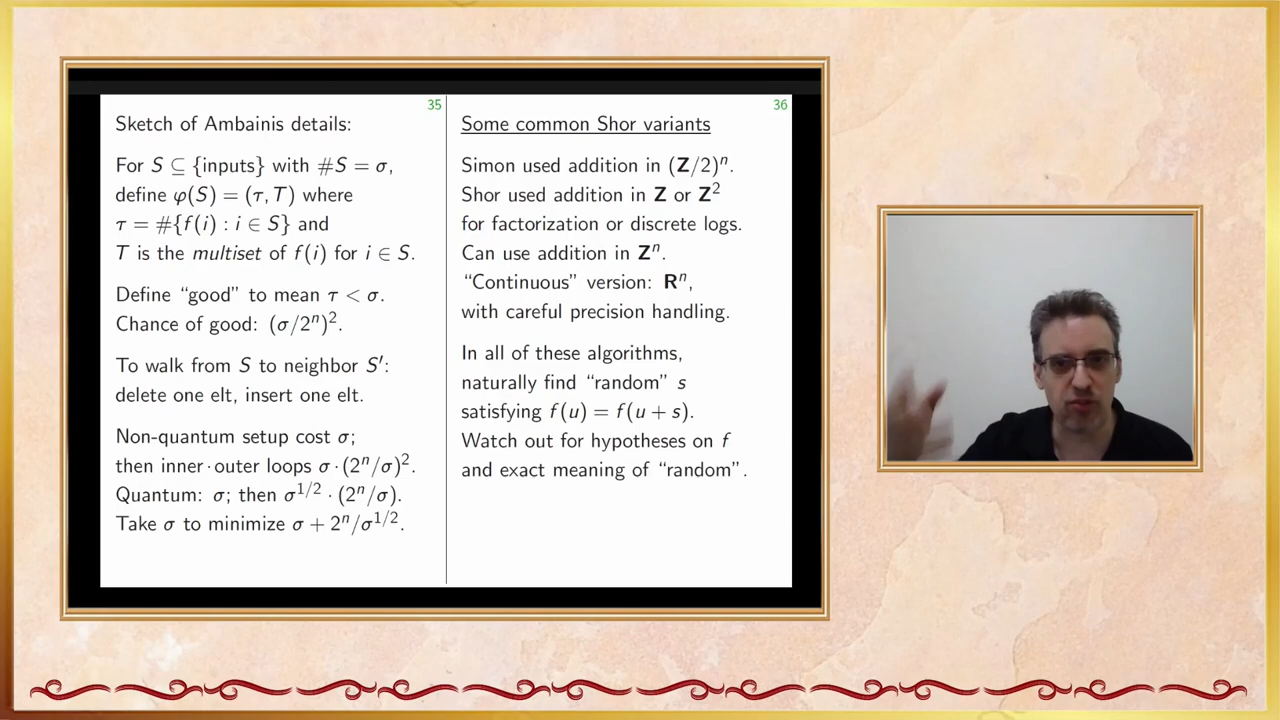 35
Sketch of Ambainis details:
For S ⊆ {inputs} with #S = σ,
define φ(S) = (τ, T) where
τ = #{f(i) : i ∈ S} and
T is the multiset of f(i) for i ∈ S.
Define “good” to mean τ < σ.
Chance of good: (σ/2ⁿ)².
To walk from S to neighbor S′:
delete one elt, insert one elt.
Non-quantum setup cost σ;
then inner·outer loops σ · (2ⁿ/σ)².
Quantum: σ; then σ^{1/2} · (2ⁿ/σ).
Take σ to minimize σ + 2ⁿ/σ^{1/2}.
36
Some common Shor variants
Simon used addition in (Z/2)ⁿ.
Shor used addition in Z or Z²
for factorization or discrete logs.
Can use addition in Zⁿ.
“Continuous” version: Rⁿ,
with careful precision handling.
In all of these algorithms,
naturally find “random” s
satisfying f(u) = f(u + s).
Watch out for hypotheses on f
and exact meaning of “random”.